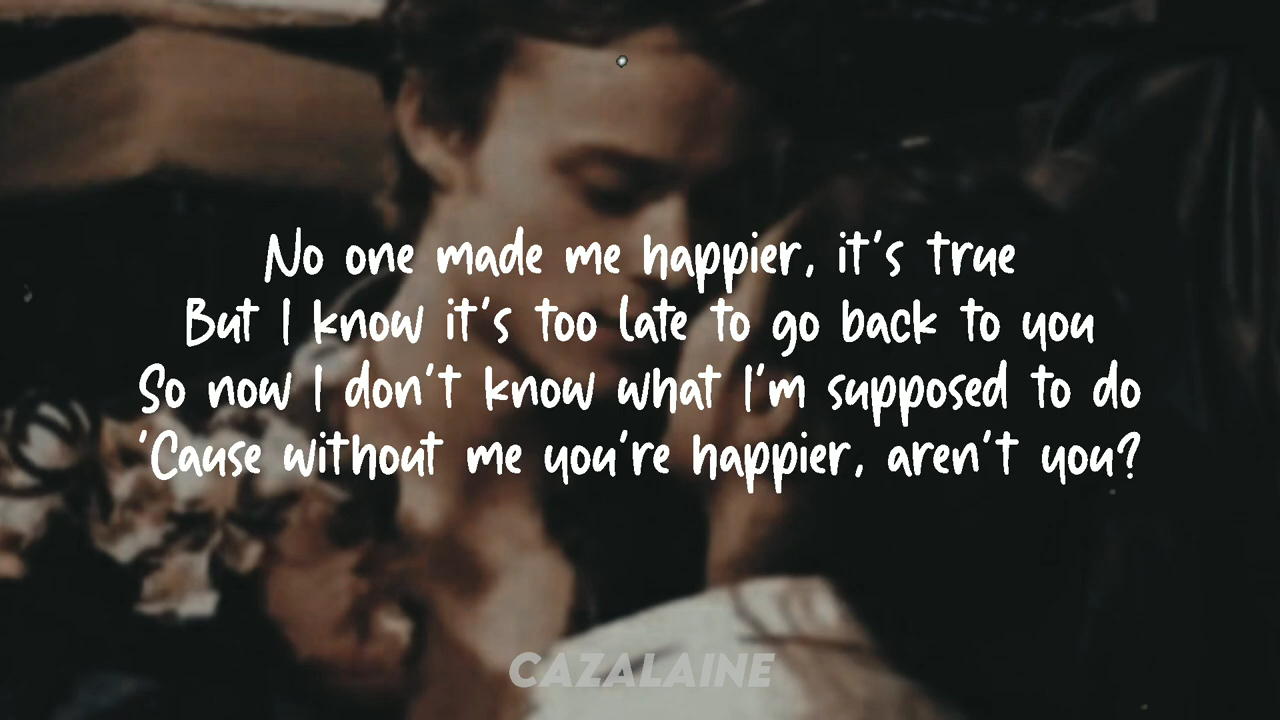 No one made me happier, it's true
But I know it's too late to go back to you
So now I don't know what I'm supposed to do
'Cause without me you're happier, aren't you?
CAZALAINE